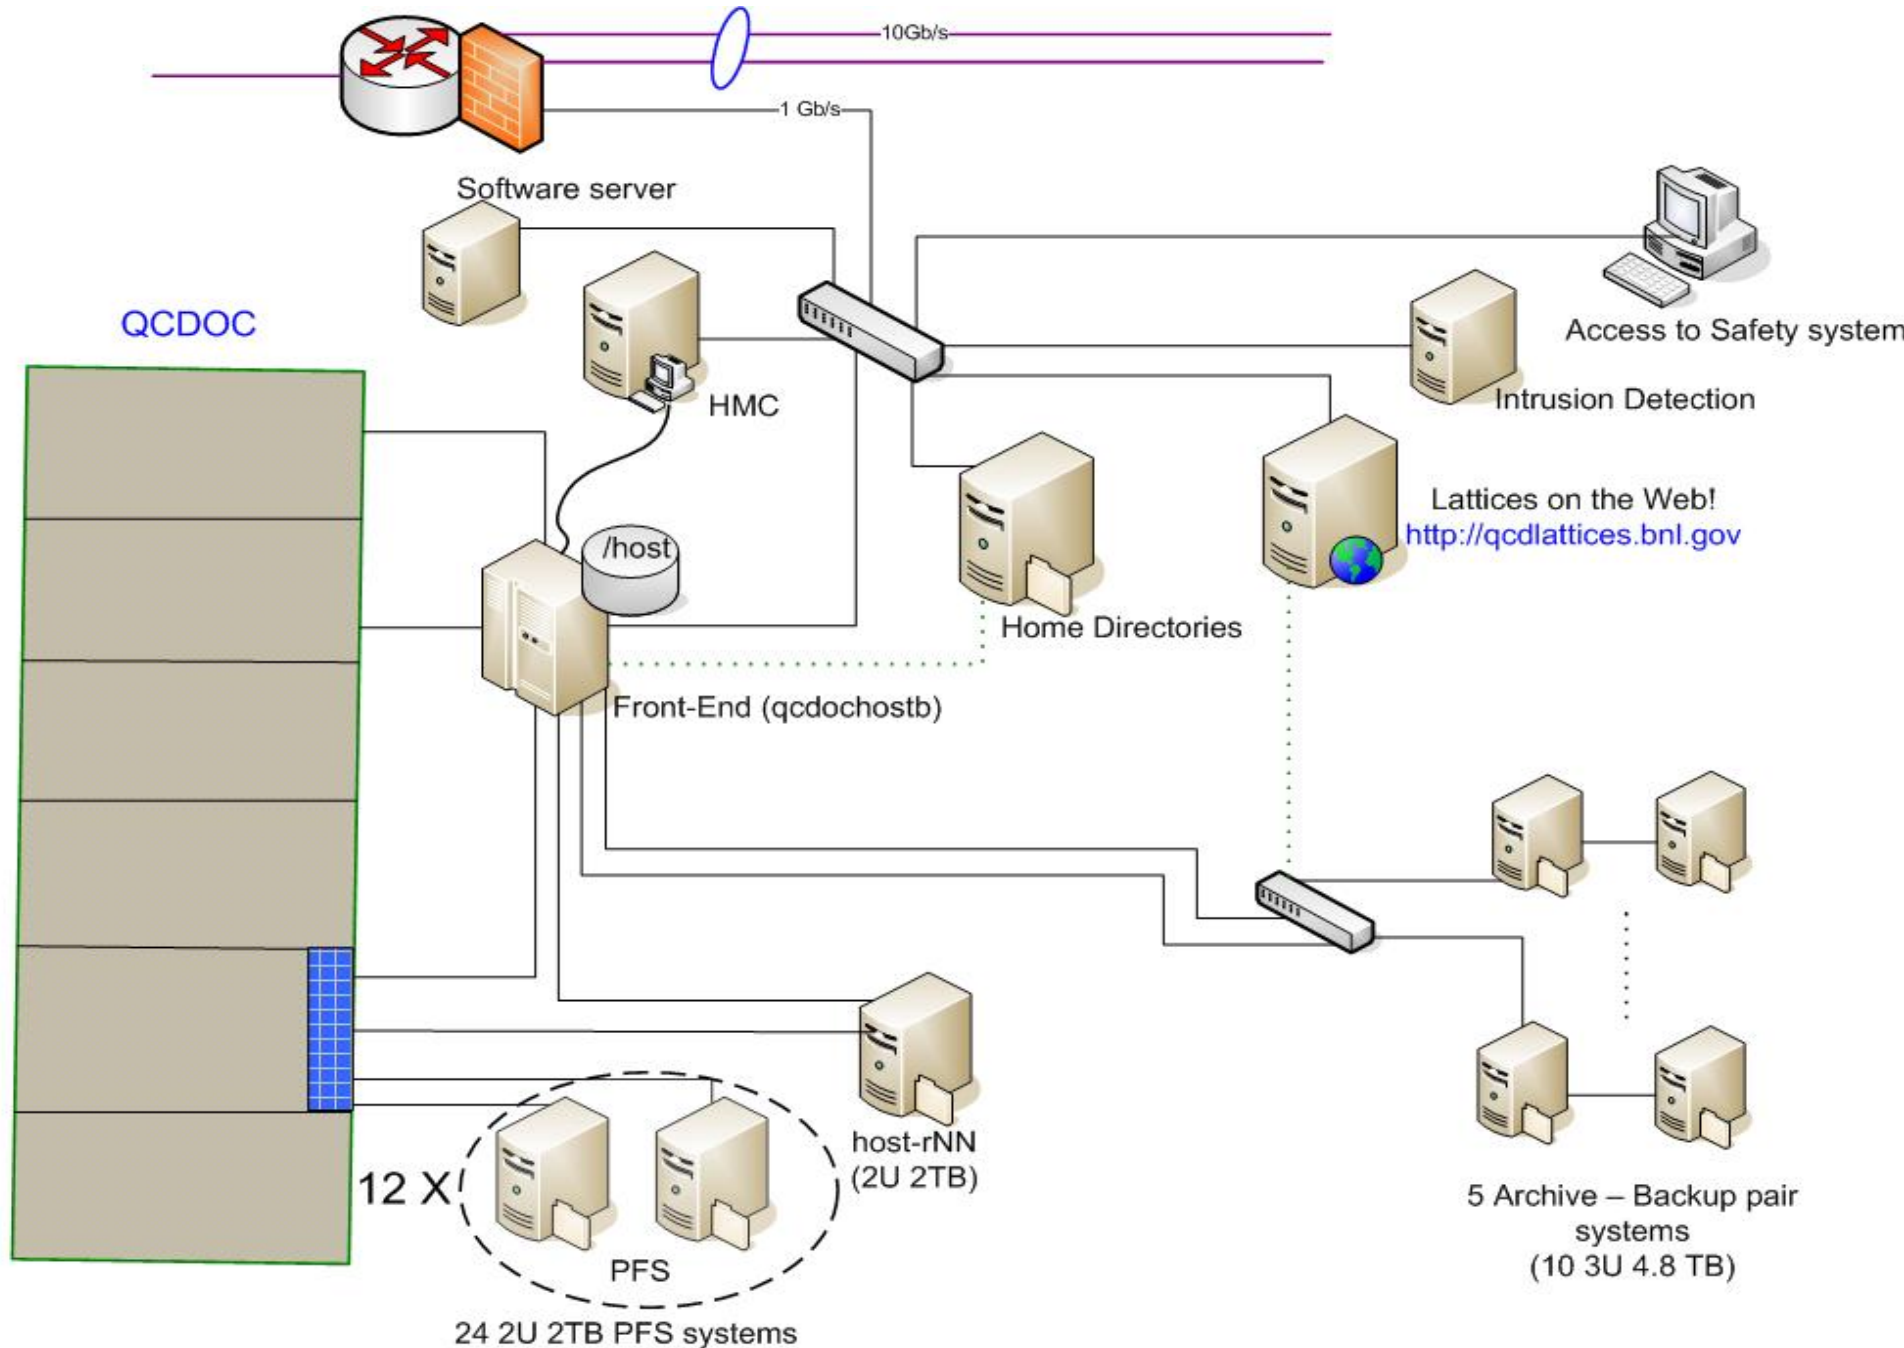 10Gb/s
1 Gb/s
Software server
QCDOC
Access to Safety system
HMC
Intrusion Detection
Lattices on the Web!
http://qcdlattices.bnl.gov
/host
Home Directories
Front-End (qcdochostb)
host-rNN
(2U 2TB)
12 X
PFS
24 2U 2TB PFS systems
5 Archive – Backup pair
systems
(10 3U 4.8 TB)